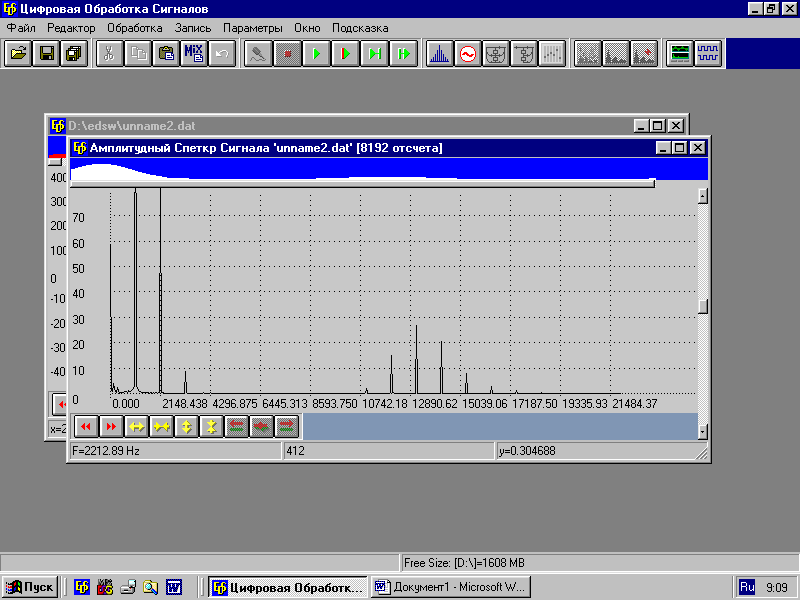 Цифровая Обработка Сигналов
Файл Редактор Обработка Запись Параметры Окно Подсказка
MiX
D:\edsw\unname2.dat
Амплитудный Спеткр Сигнала 'unname2.dat' [8192 отсчета]
400
300
200
100
0
-10
-20
-30
-40
70
60
50
40
30
20
10
0
0.000 2148.438 4296.875 6445.313 8593.750 10742.18 12890.62 15039.06 17187.50 19335.93 21484.37
x=2
F=2212.89 Hz 412 y=0.304688
Free Size: [D:\]=1608 MB
Пуск Цифровая Обработк... Документ1 - Microsoft W... Ru 9:09